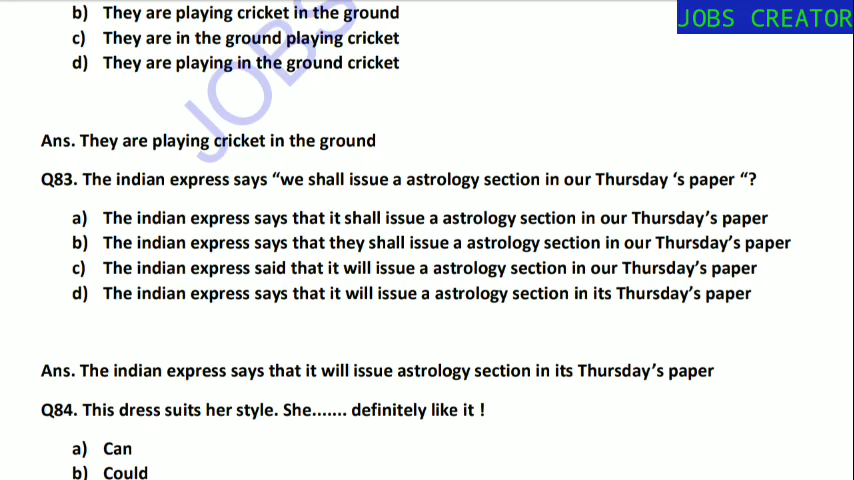 b) They are playing cricket in the ground
JOBS CREATOR
c) They are in the ground playing cricket
d) They are playing in the ground cricket
JOBS
Ans. They are playing cricket in the ground
Q83. The indian express says “we shall issue a astrology section in our Thursday ‘s paper “?
a) The indian express says that it shall issue a astrology section in our Thursday’s paper
b) The indian express says that they shall issue a astrology section in our Thursday’s paper
c) The indian express said that it will issue a astrology section in our Thursday’s paper
d) The indian express says that it will issue a astrology section in its Thursday’s paper
Ans. The indian express says that it will issue astrology section in its Thursday’s paper
Q84. This dress suits her style. She....... definitely like it !
a) Can
b) Could